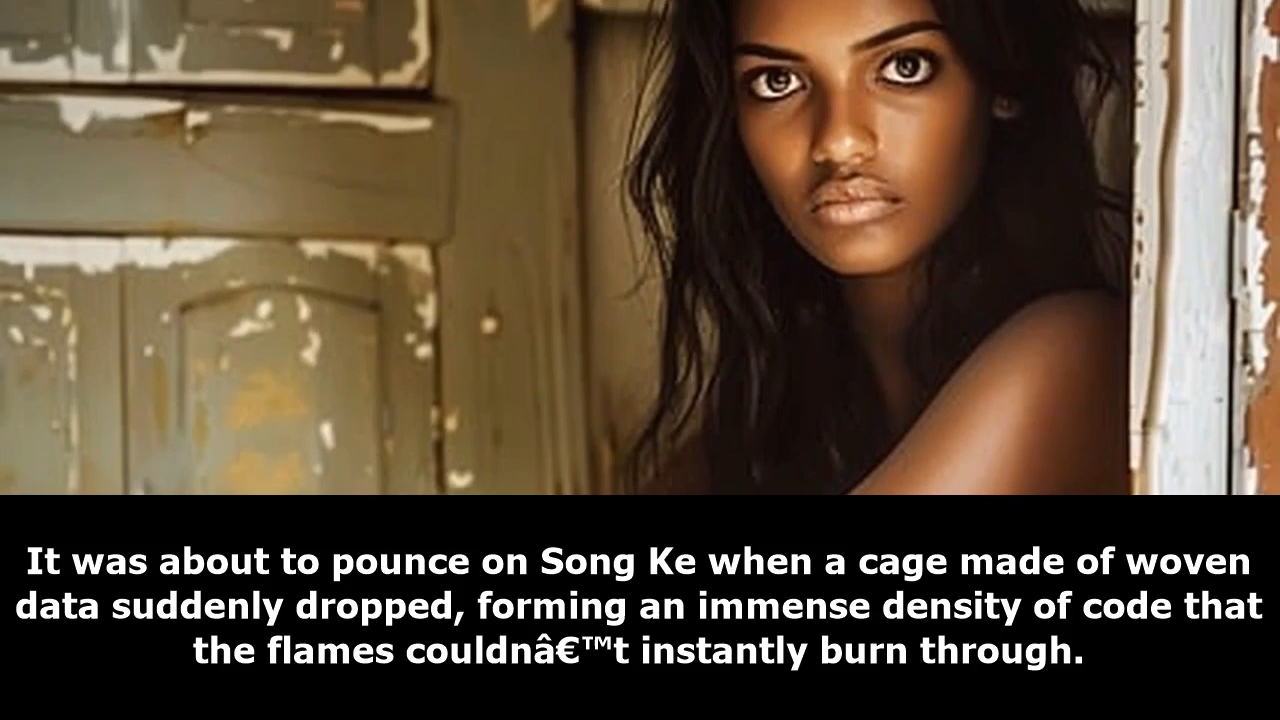 It was about to pounce on Song Ke when a cage made of woven
data suddenly dropped, forming an immense density of code that
the flames couldnâ€™t instantly burn through.